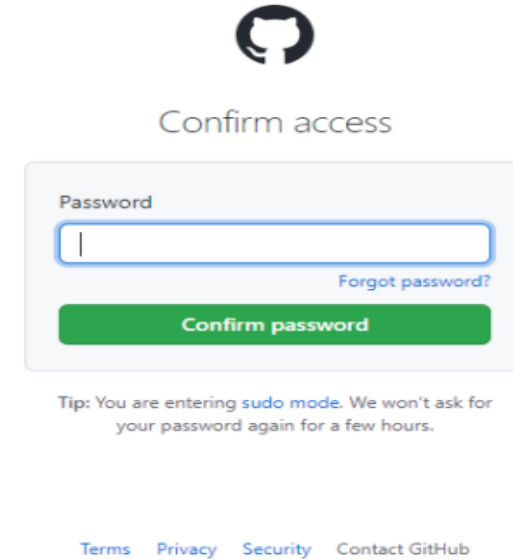 Confirm access
Password
Forgot password?
Confirm password
Tip: You are entering sudo mode. We won't ask for
your password again for a few hours.
Terms Privacy Security Contact GitHub